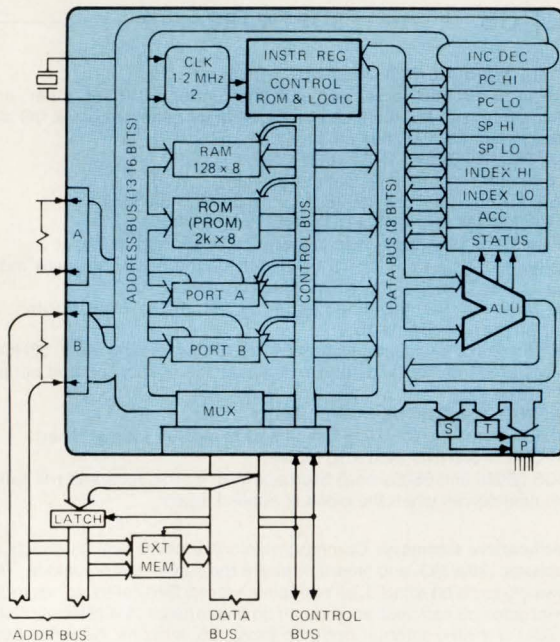 CLK
1·2 MHz
2
INSTR REG
CONTROL
ROM & LOGIC
INC DEC
PC HI
PC LO
SP HI
SP LO
INDEX HI
INDEX LO
ACC
STATUS
ADDRESS BUS (13 16 BITS)
RAM
128 x 8
ROM
(PROM)
2k x 8
CONTROL BUS
DATA BUS (8 BITS)
A
PORT A
B
PORT B
ALU
MUX
S
T
P
LATCH
EXT
MEM
ADDR BUS
DATA
BUS
CONTROL
BUS